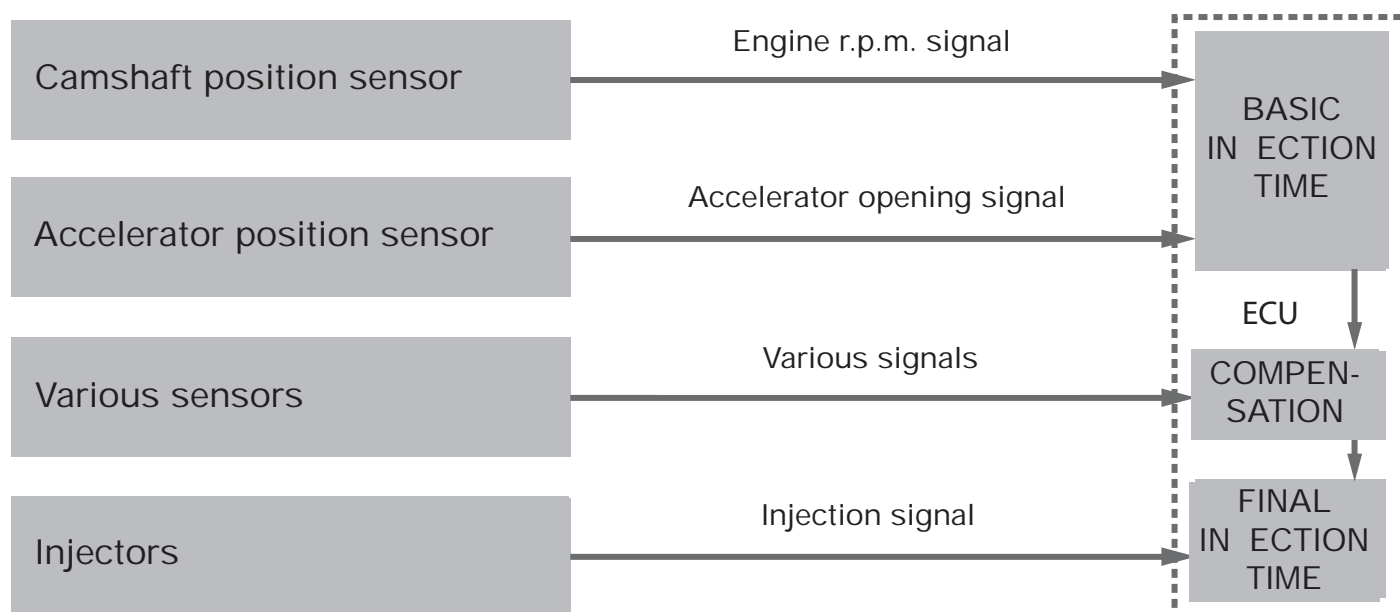 Engine r.p.m. signal
Camshaft position sensor
BASIC
IN ECTION
TIME
Accelerator opening signal
Accelerator position sensor
ECU
Various signals
Various sensors
COMPEN-
SATION
Injection signal
Injectors
FINAL
IN ECTION
TIME